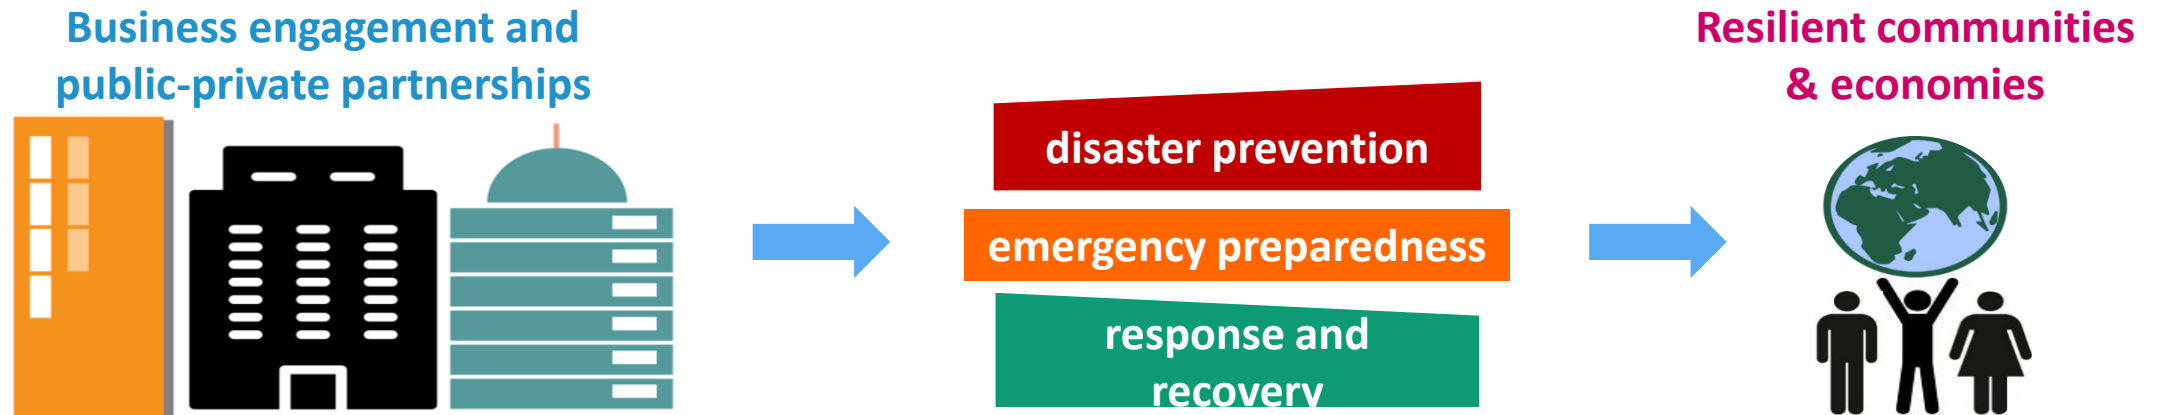 Business engagement and
public-private partnerships
disaster prevention
emergency preparedness
response and
recovery
Resilient communities
& economies